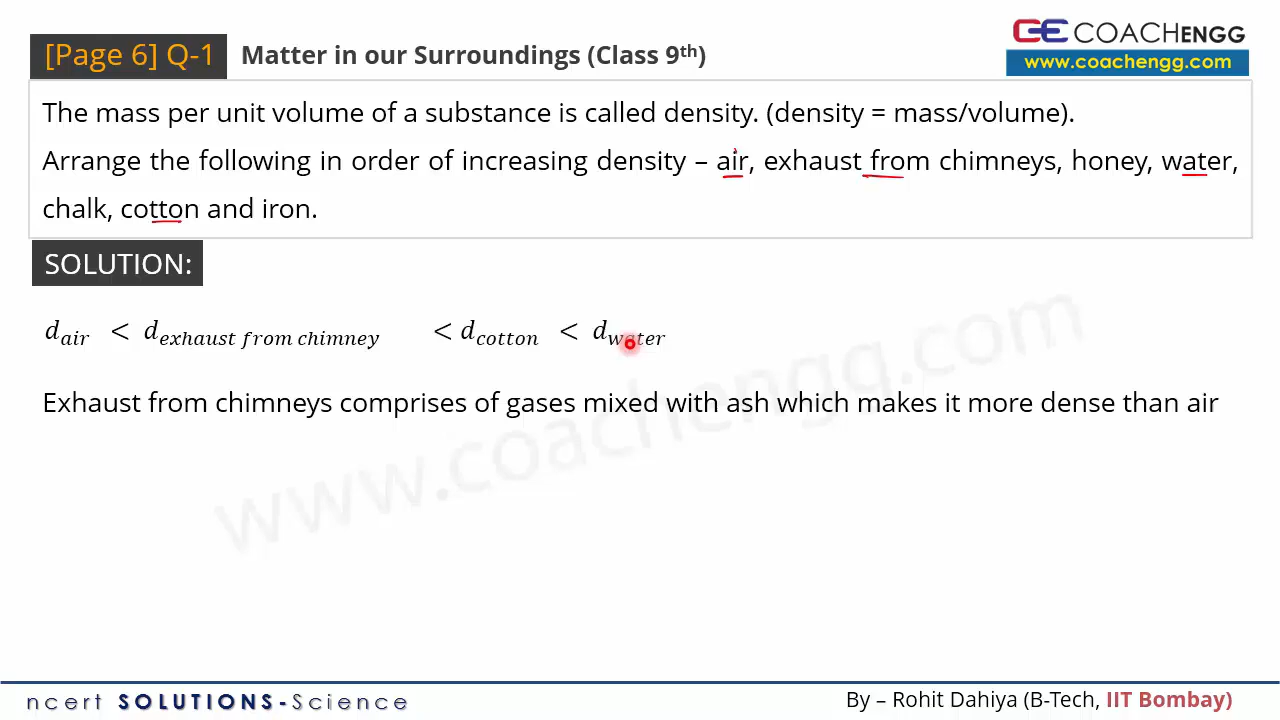 [Page 6] Q-1 Matter in our Surroundings (Class 9th)
CE COACHENGG
www.coachengg.com
The mass per unit volume of a substance is called density. (density = mass/volume).
Arrange the following in order of increasing density – air, exhaust from chimneys, honey, water,
chalk, cotton and iron.
SOLUTION:
d_air < d_exhaust from chimney < d_cotton < d_water
Exhaust from chimneys comprises of gases mixed with ash which makes it more dense than air
www.coachengg.com
ncert SOLUTIONS-Science
By – Rohit Dahiya (B-Tech, IIT Bombay)